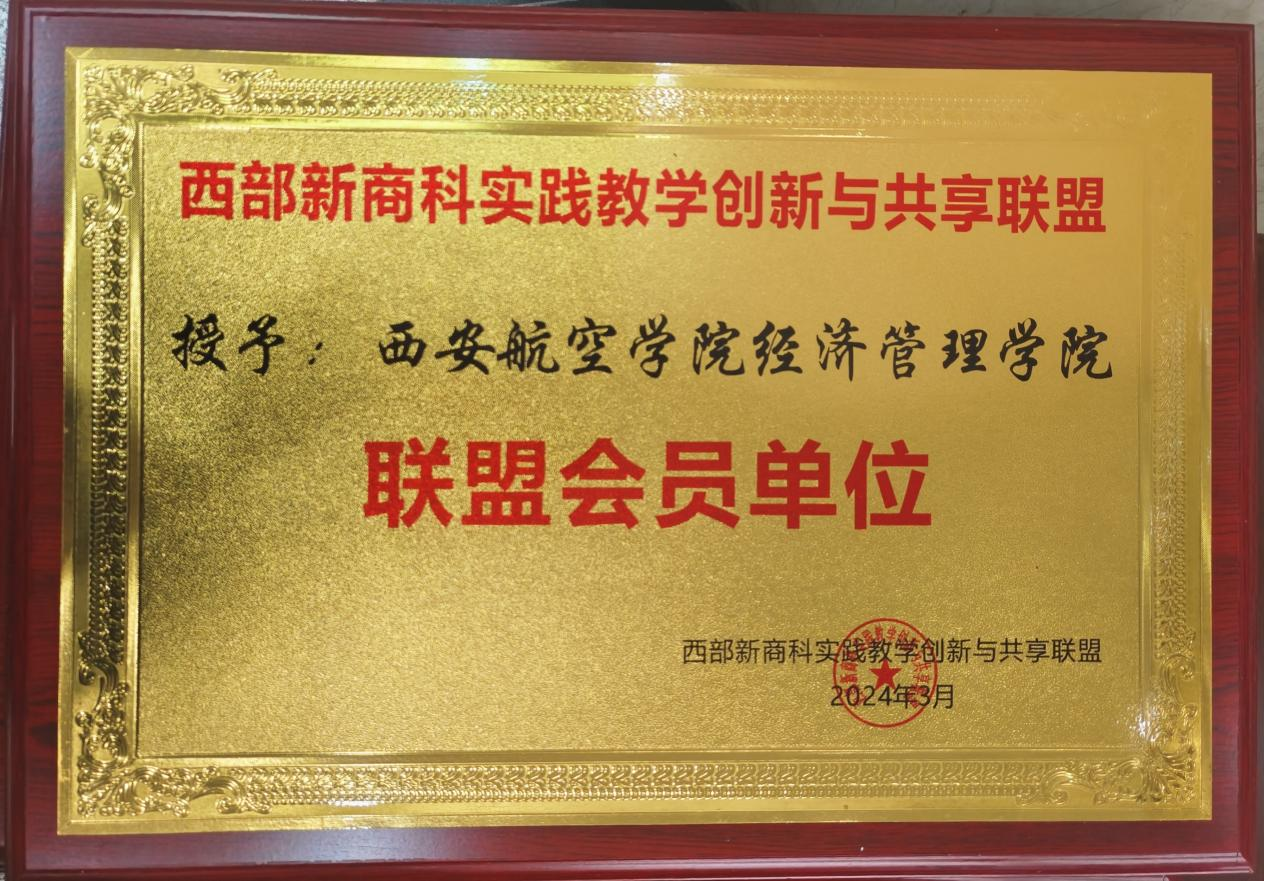 西部新商科实践教学创新与共享联盟
授予：西安航空学院经济管理学院
联盟会员单位
西部新商科实践教学创新与共享联盟
2024年3月